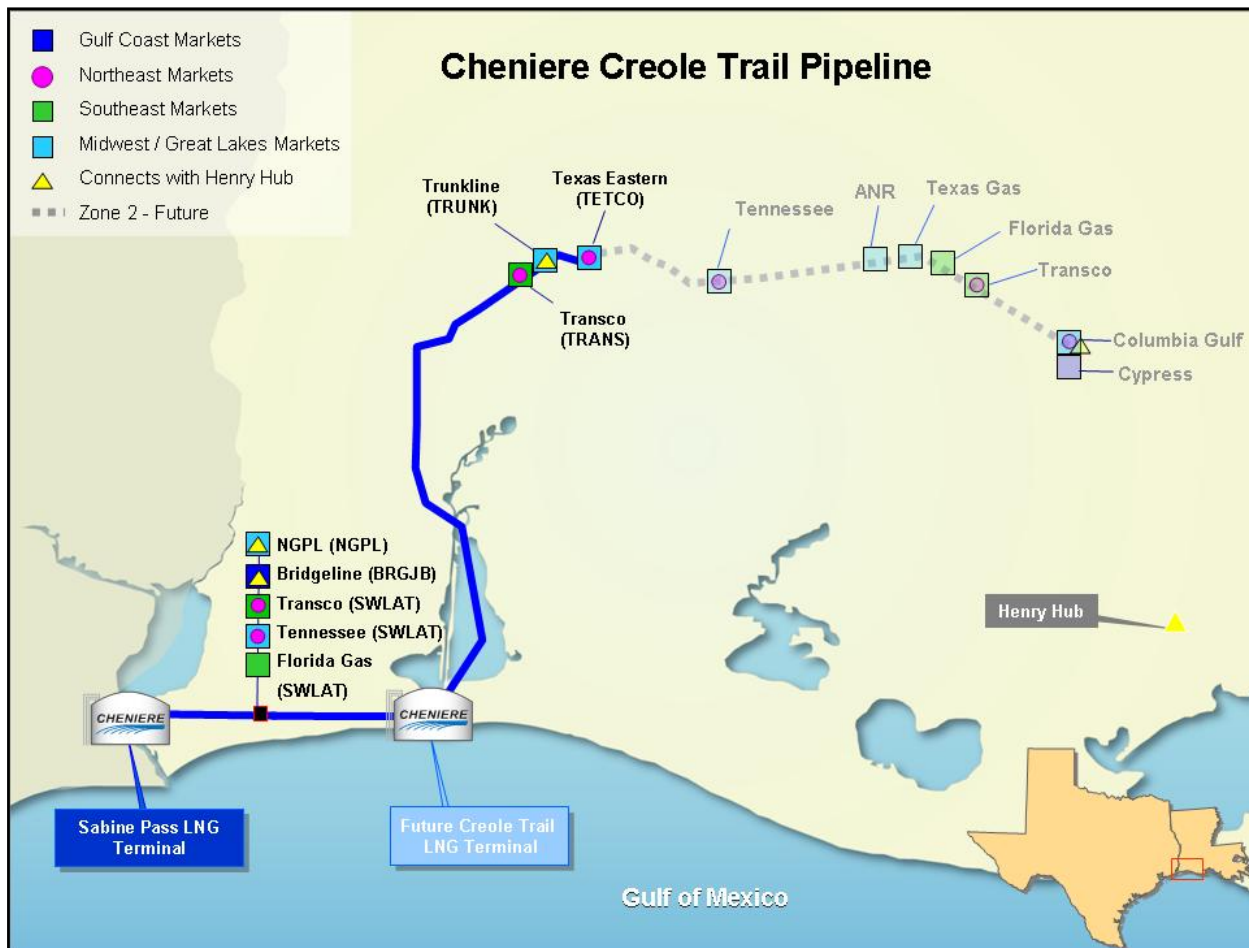 Cheniere Creole Trail Pipeline
Gulf Coast Markets
Northeast Markets
Southeast Markets
Midwest / Great Lakes Markets
Connects with Henry Hub
Zone 2 - Future
Trunkline
(TRUNK)
Texas Eastern
(TETCO)
Transco
(TRANS)
Tennessee
ANR
Texas Gas
Florida Gas
Transco
Columbia Gulf
Cypress
NGPL (NGPL)
Bridgeline (BRGJB)
Transco (SWLAT)
Tennessee (SWLAT)
Florida Gas
(SWLAT)
Henry Hub
CHENIERE
CHENIERE
Sabine Pass LNG
Terminal
Future Creole Trail
LNG Terminal
Gulf of Mexico